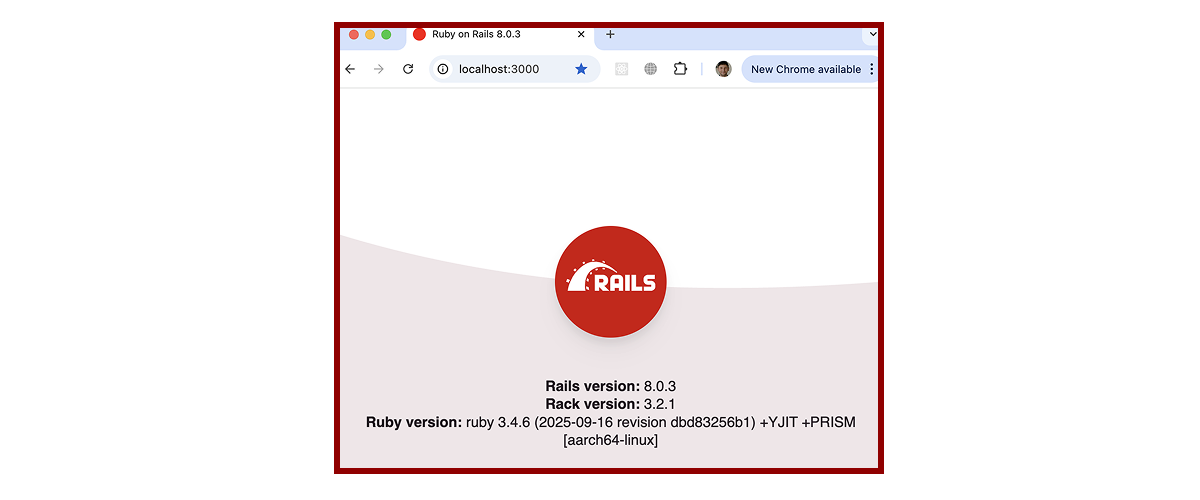 Ruby on Rails 8.0.3
localhost:3000
New Chrome available
RAILS
Rails version: 8.0.3
Rack version: 3.2.1
Ruby version: ruby 3.4.6 (2025-09-16 revision dbd83256b1) +YJIT +PRISM
[aarch64-linux]